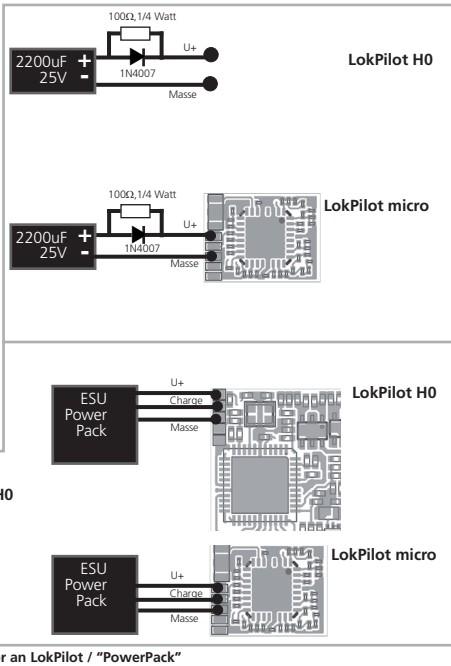 100Ω,1/4 Watt
U+
2200uF +
25V -
1N4007
Masse
LokPilot H0
100Ω,1/4 Watt
U+
2200uF +
25V -
1N4007
Masse
LokPilot micro
ESU
Power
Pack
U+
Charge
Masse
LokPilot H0
H0
ESU
Power
Pack
U+
Charge
Masse
LokPilot micro
r an LokPilot / "PowerPack"